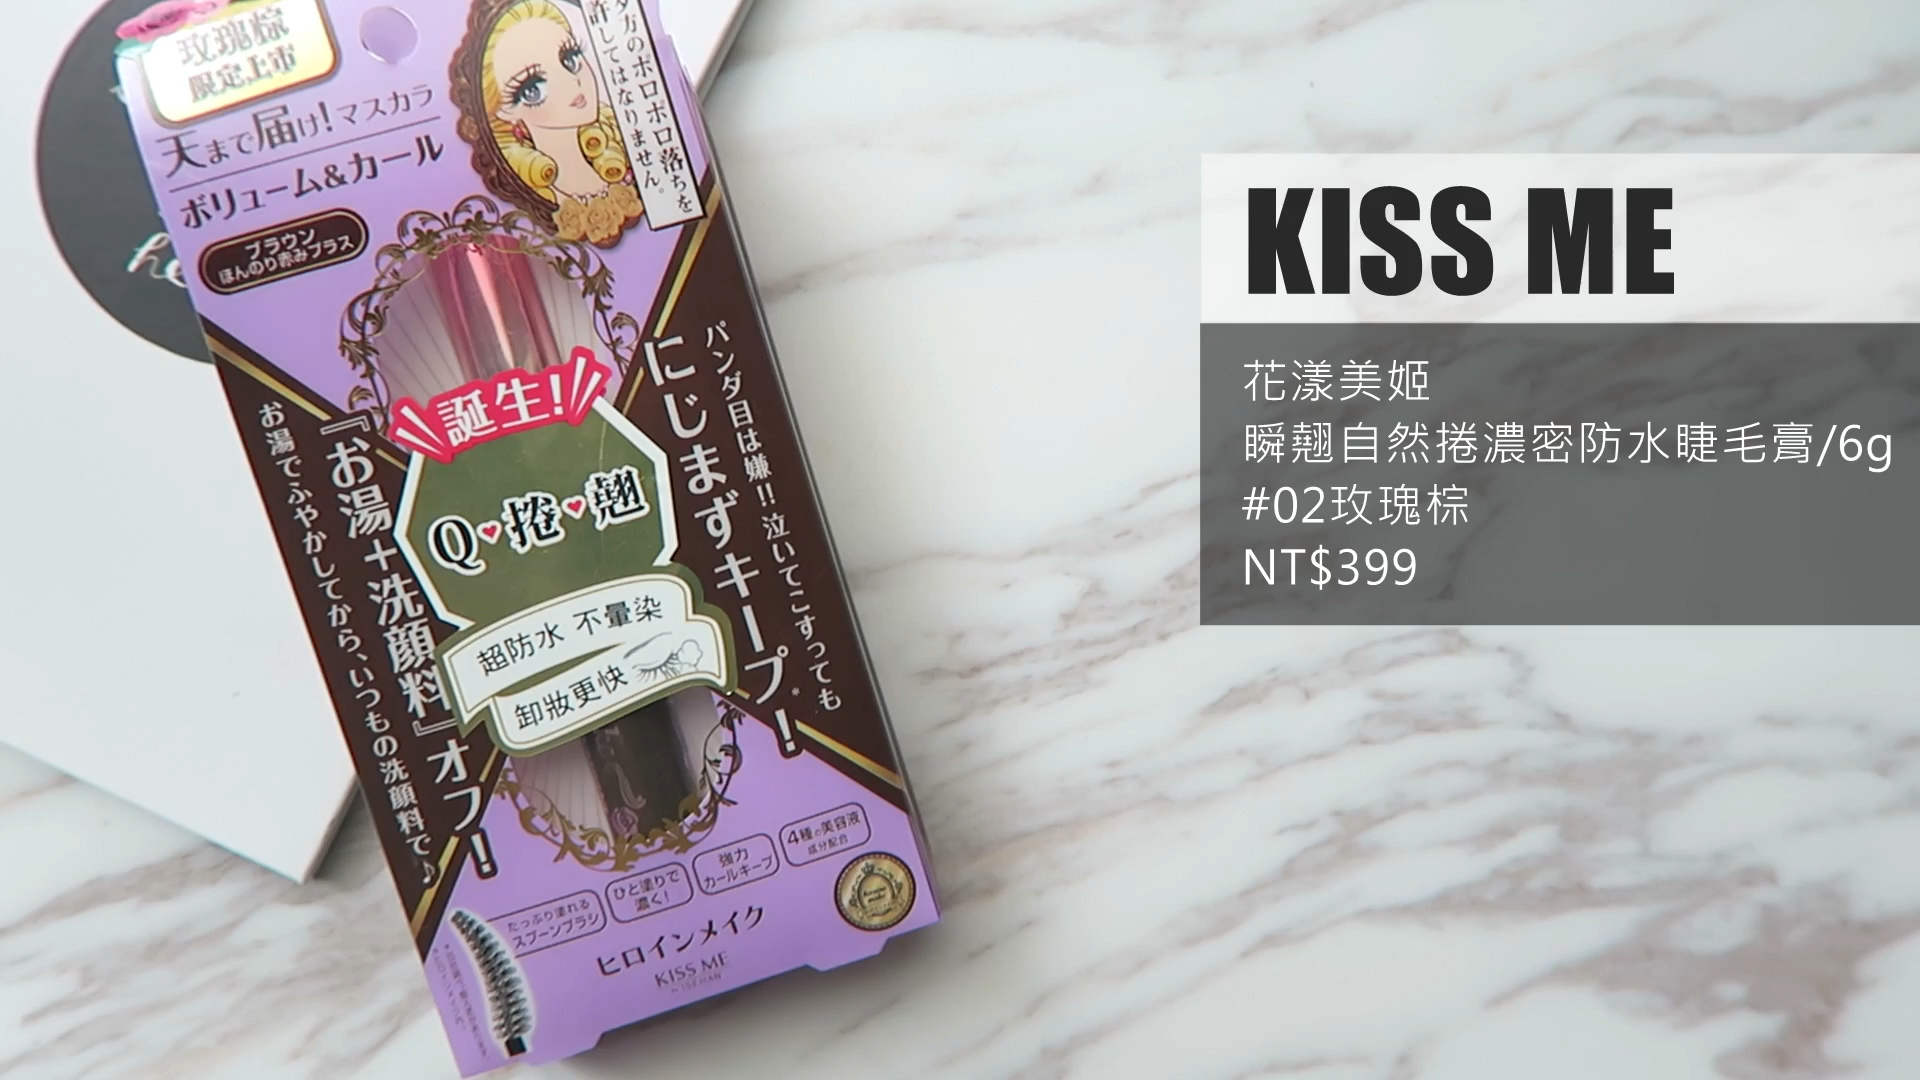 玫瑰棕
限定上市
天まで届け!マスカラ
ボリューム&カール
ブラウン
ほんのり赤みプラス
夕方のポロポロ落ちを
許してはなりません。
誕生!
Q♥捲♥翹
超防水 不暈染
卸妝更快
パンダ目は嫌!!泣いてこすっても
にじまずキープ*!
『お湯+洗顔料』オフ!
お湯でふやかしてから、いつもの洗顔料で♪
たっぷり塗れる
スプーンブラシ
ひと塗りで
濃く!
強力
カールキープ
4種の美容液
成分配合
ヒロインメイク
KISS ME
BY ISEHAN
KISS ME
花漾美姬
瞬翹自然捲濃密防水睫毛膏/6g
#02玫瑰棕
NT$399